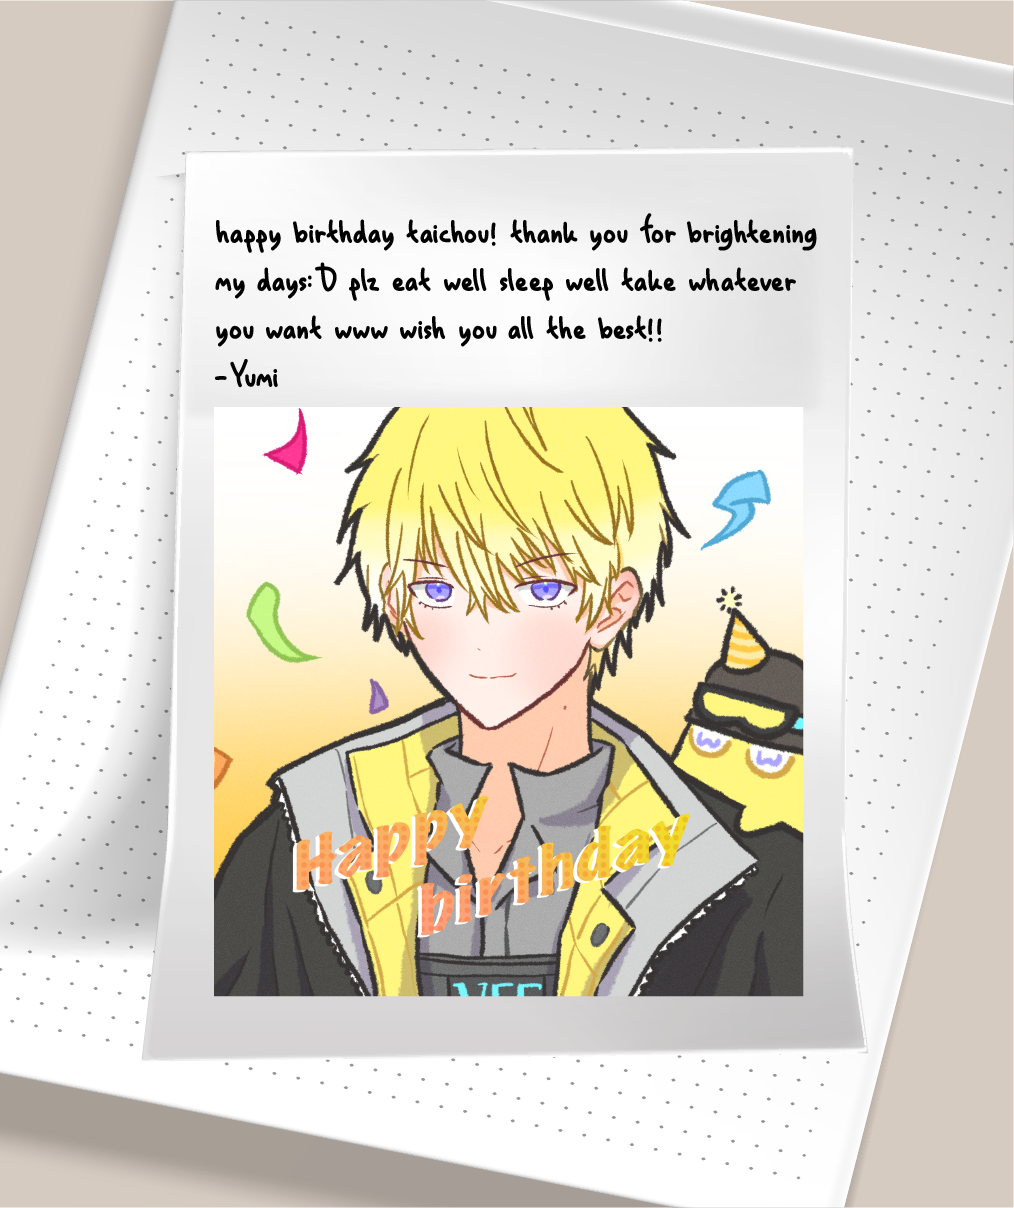 happy birthday taichou! thank you for brightening
my days:D plz eat well sleep well take whatever
you want www wish you all the best!!
-Yumi
Happy
birthday